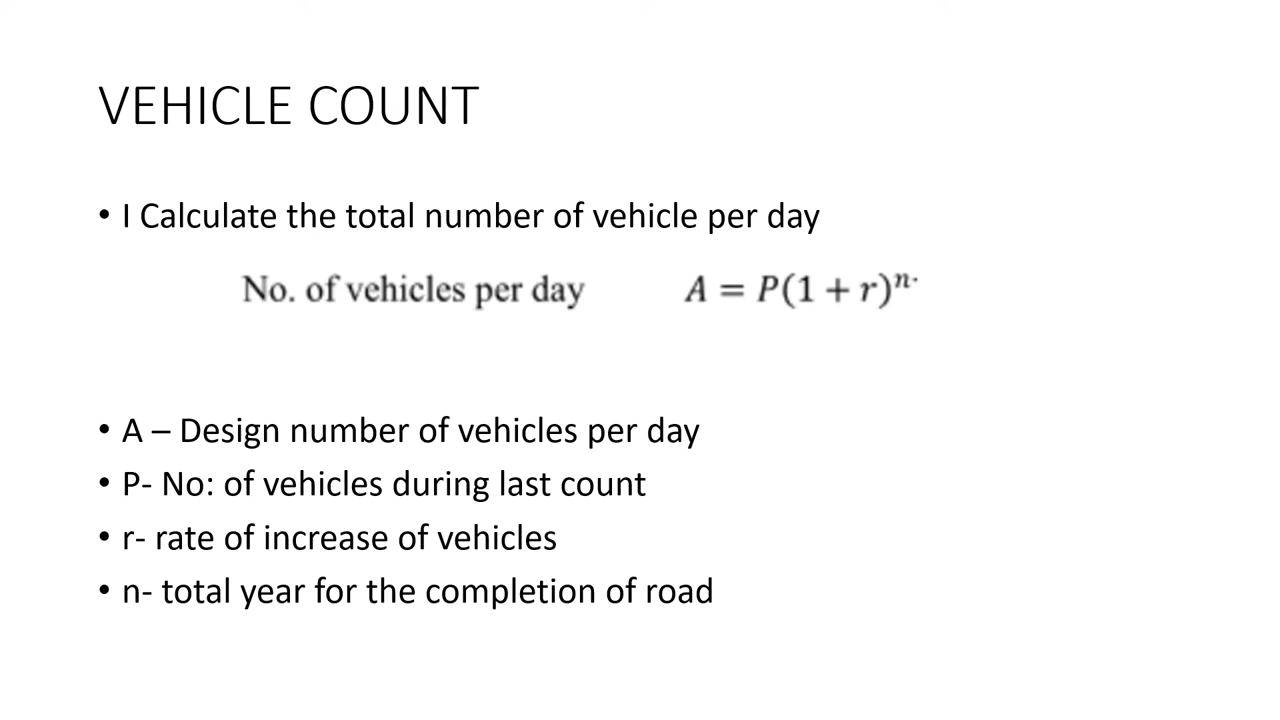 VEHICLE COUNT
• I Calculate the total number of vehicle per day
No. of vehicles per day A = P(1 + r)^n.
• A – Design number of vehicles per day
• P- No: of vehicles during last count
• r- rate of increase of vehicles
• n- total year for the completion of road